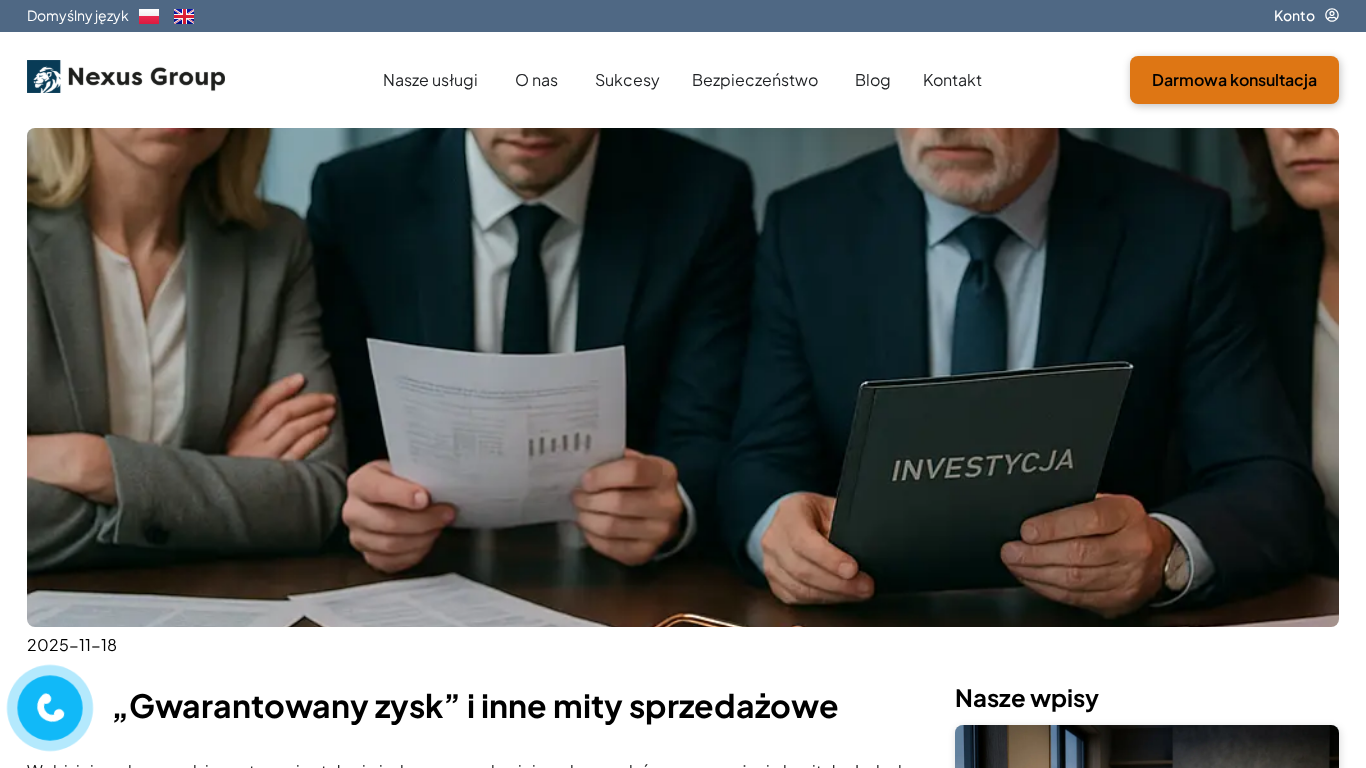 Domyślny język
Konto
Nexus Group
Nasze usługi
O nas
Sukcesy
Bezpieczeństwo
Blog
Kontakt
Darmowa konsultacja
INVESTYCJA
2025-11-18
„Gwarantowany zysk” i inne mity sprzedażowe
Nasze wpisy